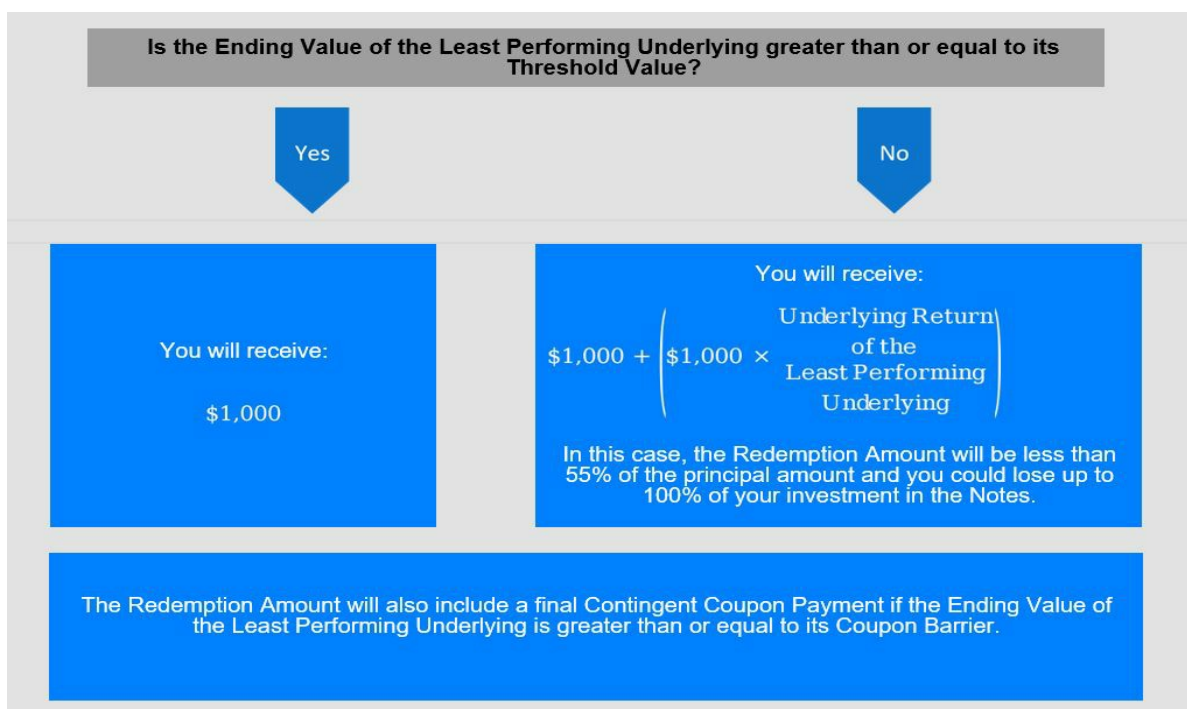 Is the Ending Value of the Least Performing Underlying greater than or equal to its
Threshold Value?
Yes
No
You will receive:
$1,000
You will receive:
$1,000 + ($1,000 × Underlying Return
of the
Least Performing
Underlying)
In this case, the Redemption Amount will be less than
55% of the principal amount and you could lose up to
100% of your investment in the Notes.
The Redemption Amount will also include a final Contingent Coupon Payment if the Ending Value of
the Least Performing Underlying is greater than or equal to its Coupon Barrier.